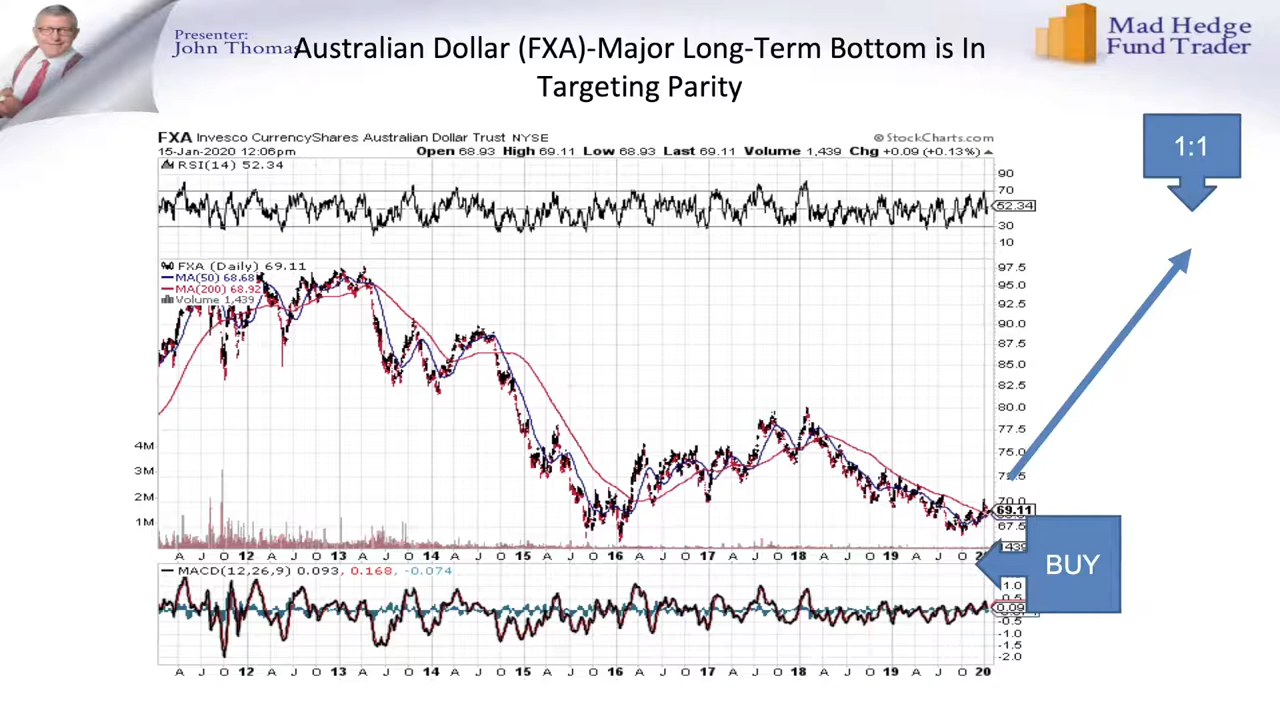 Presenter:
John Thomas
Australian Dollar (FXA)-Major Long-Term Bottom is In
Targeting Parity
Mad Hedge
Fund Trader
1:1
FXA Invesco CurrencyShares Australian Dollar Trust NYSE
© StockCharts.com
15-Jan-2020 12:06pm
Open 68.93 High 69.11 Low 68.93 Last 69.11 Volume 1,439 Chg +0.09 (+0.13%)
RSI(14) 52.34
90
70
52.34
30
10
FXA (Daily) 69.11
MA(50) 68.68
MA(200) 68.92
Volume 1,439
97.5
95.0
92.5
90.0
87.5
85.0
82.5
80.0
77.5
75.0
72.5
70.0
69.11
67.5
4M
3M
2M
1M
A J O 12 A J O 13 A J O 14 A J O 15 A J O 16 A J O 17 A J O 18 A J O 19 A J O
BUY
MACD(12,26,9) 0.093, 0.168, -0.074
1.0
0.5
0.09
-0.5
-1.0
-1.5
-2.0
A J O 12 A J O 13 A J O 14 A J O 15 A J O 16 A J O 17 A J O 18 A J O 19 A J O 20